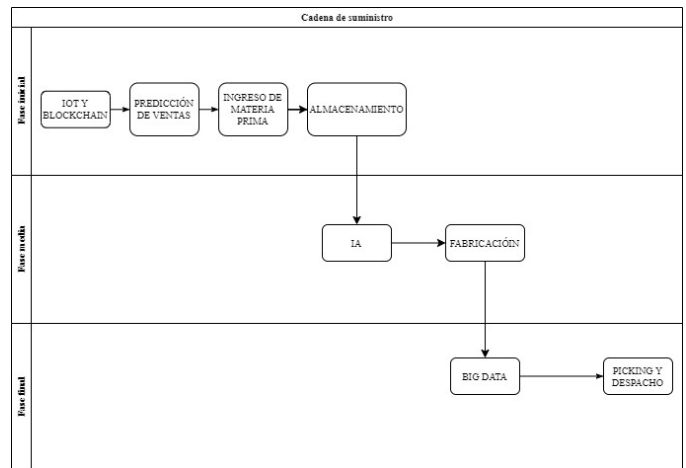 Cadena de suministro
Fase inicial
IOT Y
BLOCKCHAIN
PREDICCIÓN
DE VENTAS
INGRESO DE
MATERIA
PRIMA
ALMACENAMIENTO
Fase media
IA
FABRICACIÓIN
Fase final
BIG DATA
PICKING Y
DESPACHO